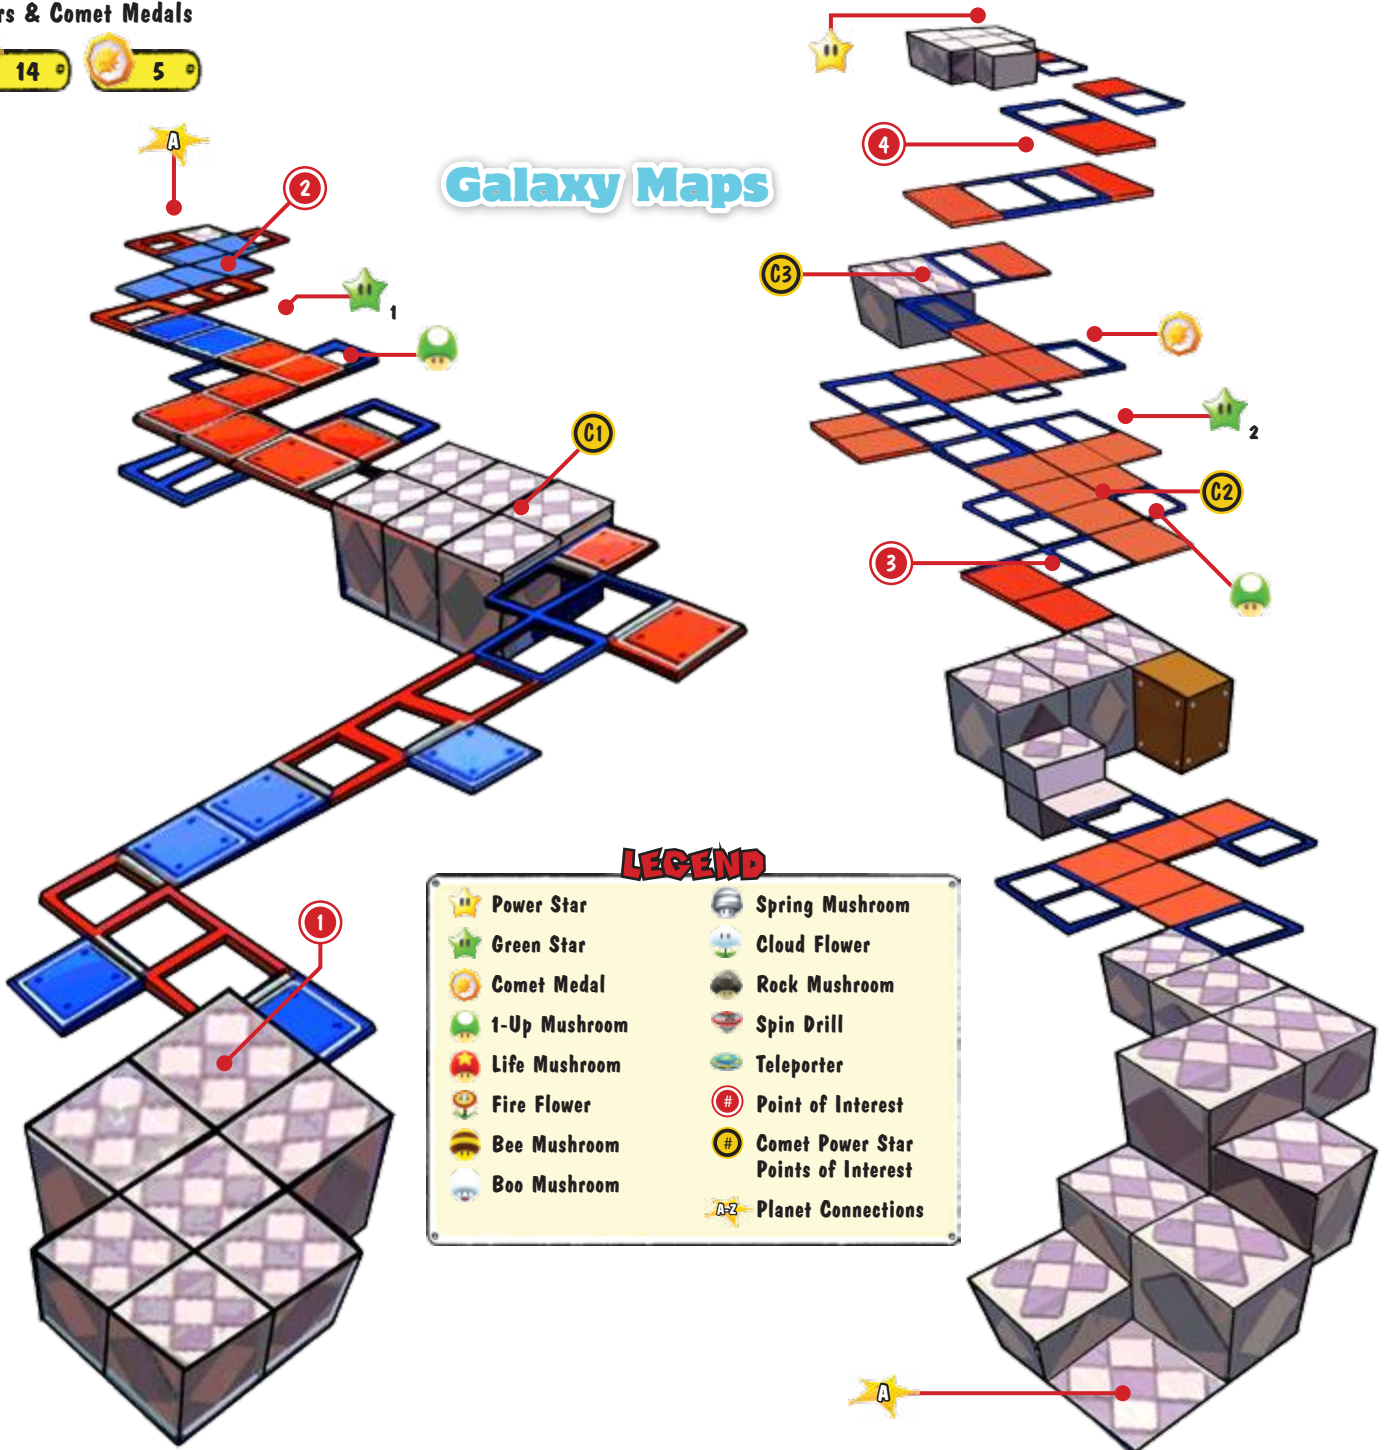 rs & Comet Medals
14
5
A
2
Galaxy Maps
4
1
C3
C1
2
C2
3
1
LEGEND
Power Star
Green Star
Comet Medal
1-Up Mushroom
Life Mushroom
Fire Flower
Bee Mushroom
Boo Mushroom
Spring Mushroom
Cloud Flower
Rock Mushroom
Spin Drill
Teleporter
# Point of Interest
# Comet Power Star
Points of Interest
A-Z Planet Connections
A